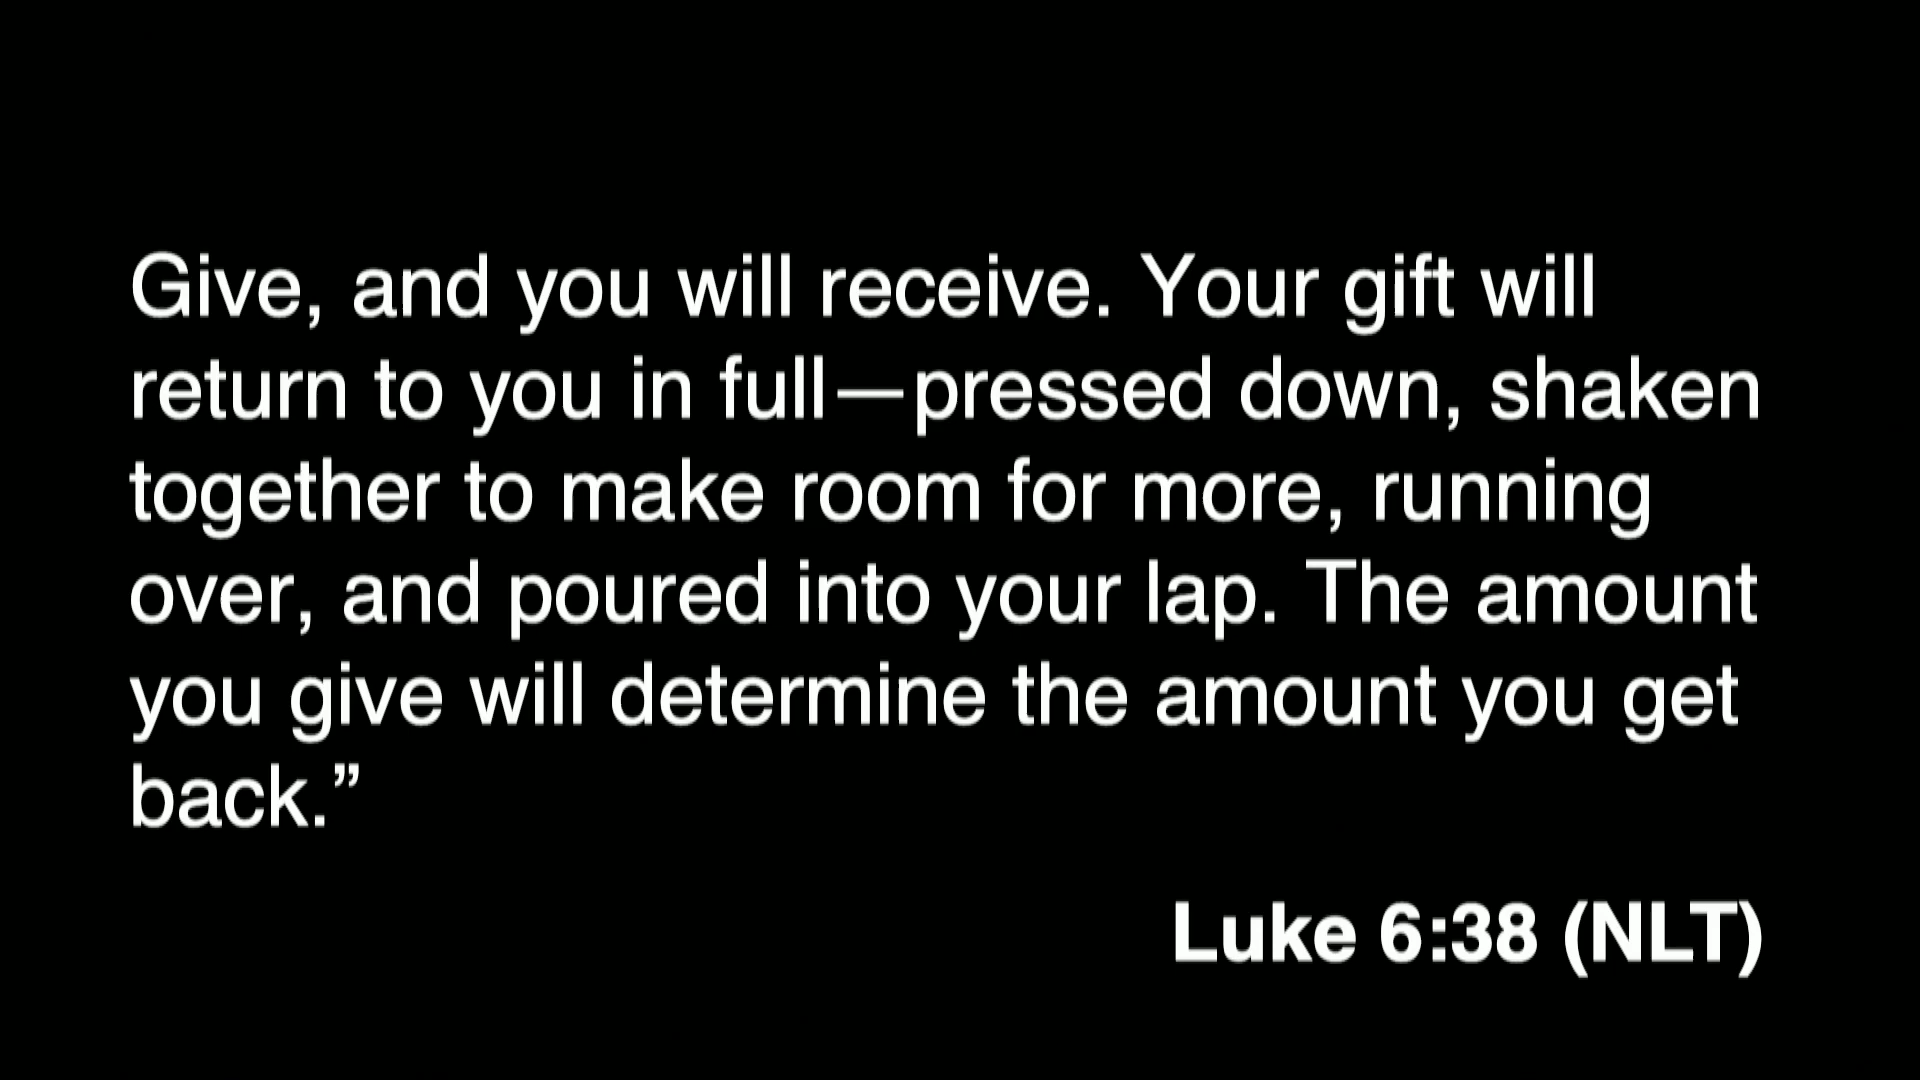 Give, and you will receive. Your gift will
return to you in full—pressed down, shaken
together to make room for more, running
over, and poured into your lap. The amount
you give will determine the amount you get
back.”
Luke 6:38 (NLT)